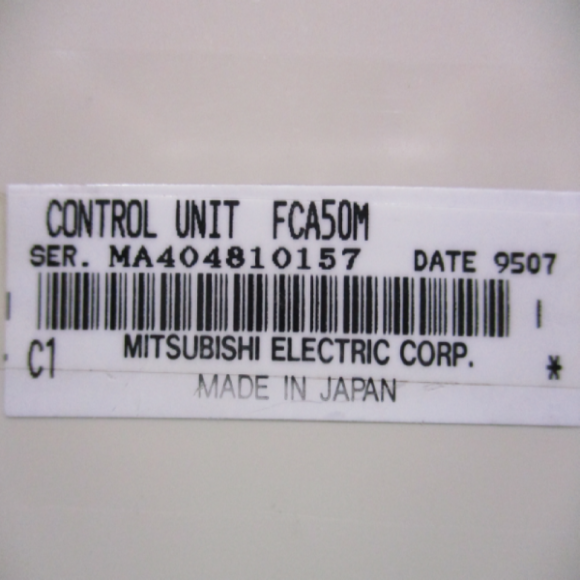 CONTROL UNIT FCA50M
SER. MA404810157 DATE 9507
C1 MITSUBISHI ELECTRIC CORP. *
MADE IN JAPAN